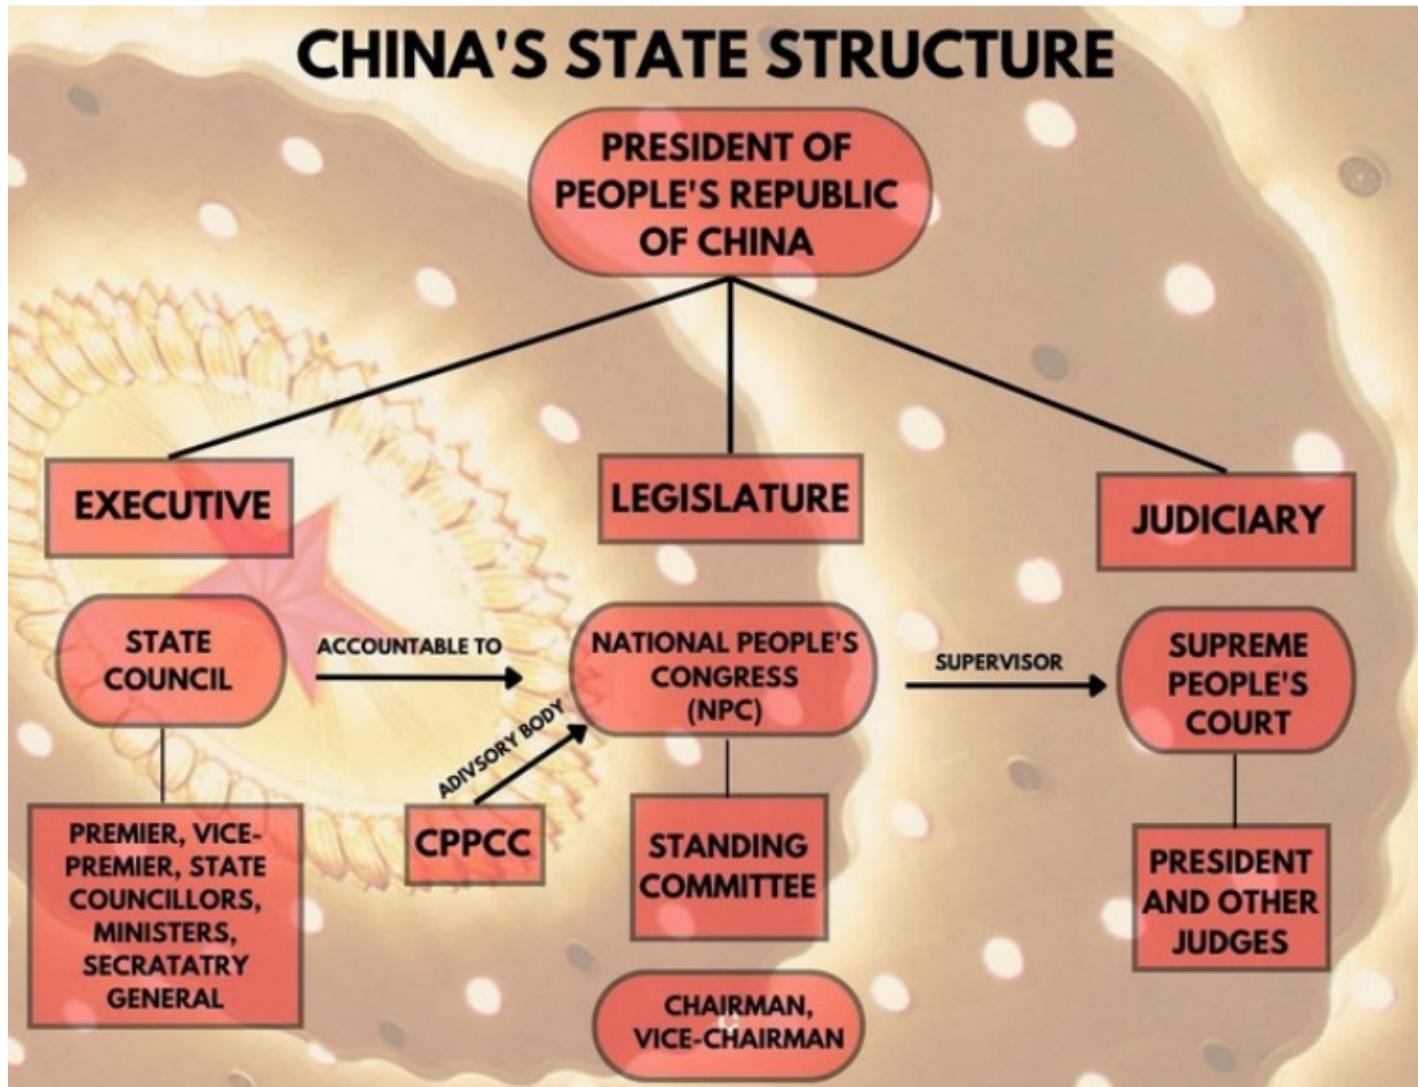 CHINA'S STATE STRUCTURE
PRESIDENT OF
PEOPLE'S REPUBLIC
OF CHINA
EXECUTIVE
LEGISLATURE
JUDICIARY
STATE
COUNCIL
ACCOUNTABLE TO
NATIONAL PEOPLE'S
CONGRESS
(NPC)
SUPERVISOR
SUPREME
PEOPLE'S
COURT
ADIVSORY BODY
PREMIER, VICE-
PREMIER, STATE
COUNCILLORS,
MINISTERS,
SECRATATRY
GENERAL
CPPCC
STANDING
COMMITTEE
PRESIDENT
AND OTHER
JUDGES
CHAIRMAN,
VICE-CHAIRMAN